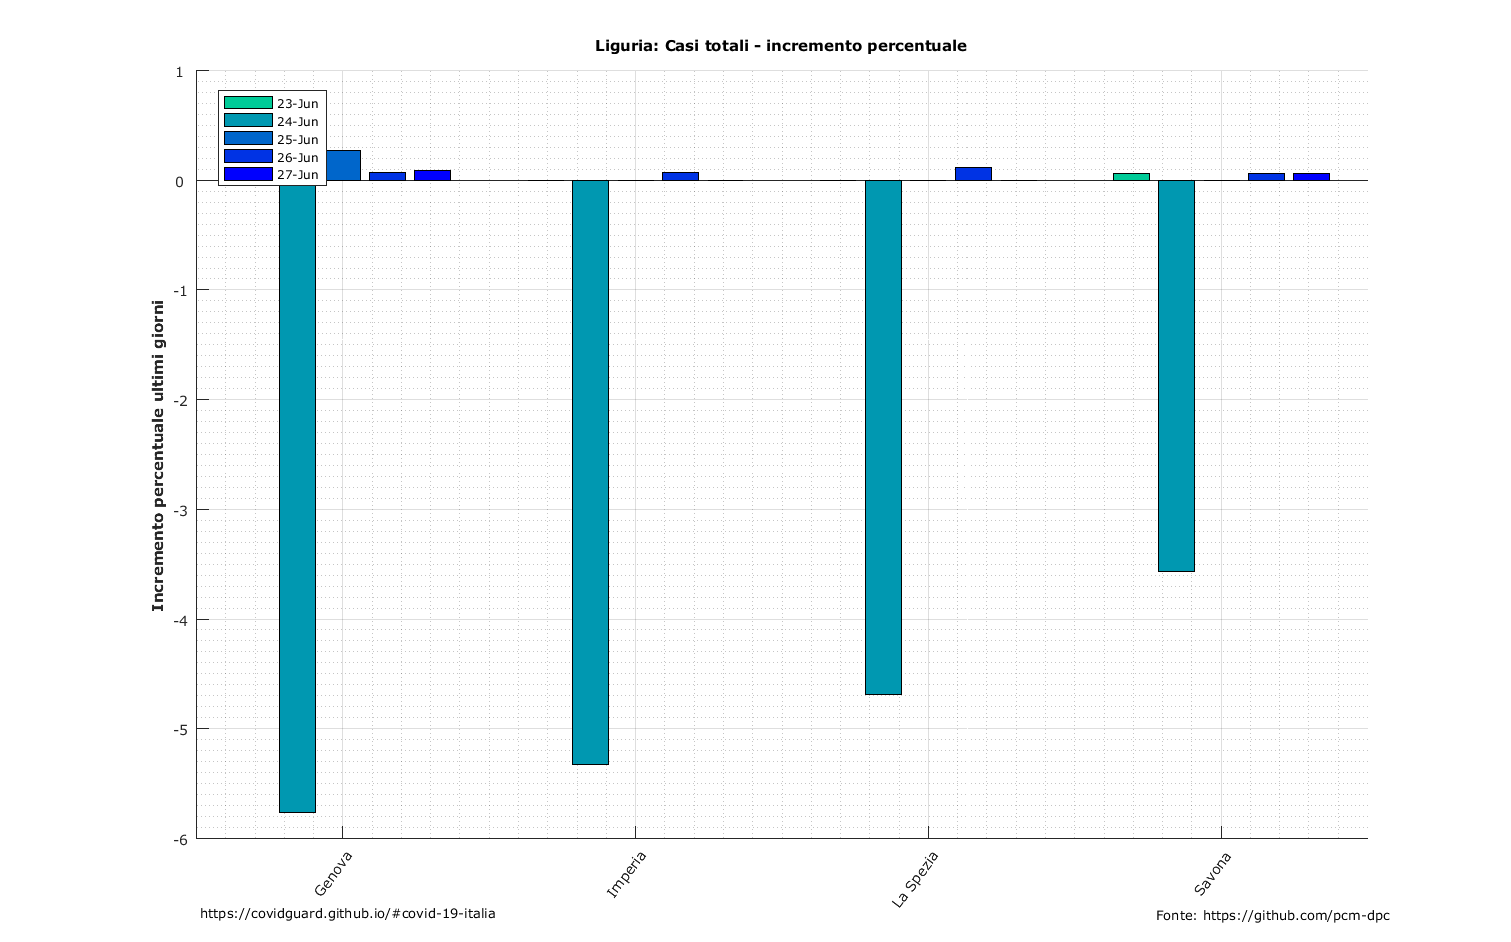 Liguria: Casi totali - incremento percentuale
1
0
-1
-2
-3
-4
-5
-6
Incremento percentuale ultimi giorni
23-Jun
24-Jun
25-Jun
26-Jun
27-Jun
Genova
Imperia
La Spezia
Savona
https://covidguard.github.io/#covid-19-italia
Fonte: https://github.com/pcm-dpc